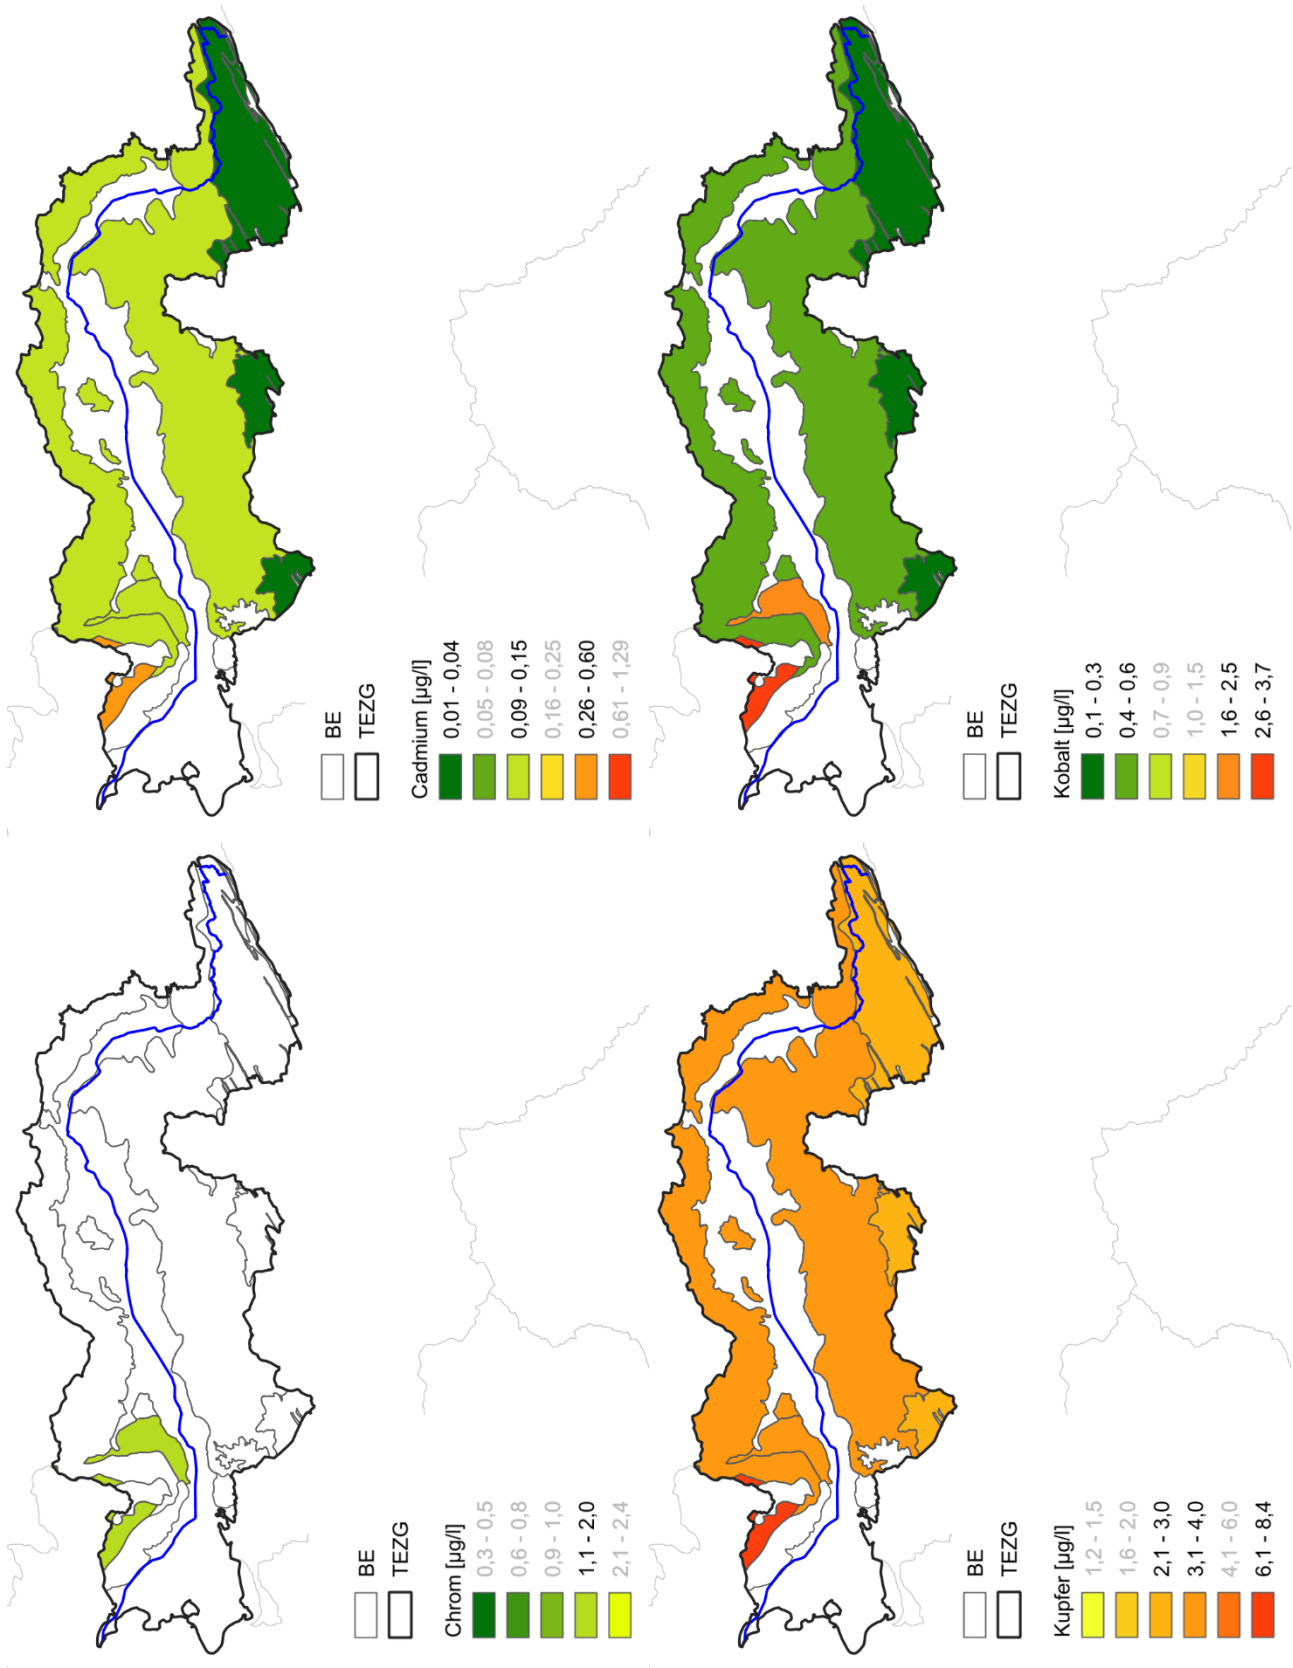 BE
TEZG
Chrom [µg/l]
0,3 - 0,5
0,6 - 0,8
0,9 - 1,0
1,1 - 2,0
2,1 - 2,4
BE
TEZG
Cadmium [µg/l]
0,01 - 0,04
0,05 - 0,08
0,09 - 0,15
0,16 - 0,25
0,26 - 0,60
0,61 - 1,29
BE
TEZG
Kupfer [µg/l]
1,2 - 1,5
1,6 - 2,0
2,1 - 3,0
3,1 - 4,0
4,1 - 6,0
6,1 - 8,4
BE
TEZG
Kobalt [µg/l]
0,1 - 0,3
0,4 - 0,6
0,7 - 0,9
1,0 - 1,5
1,6 - 2,5
2,6 - 3,7